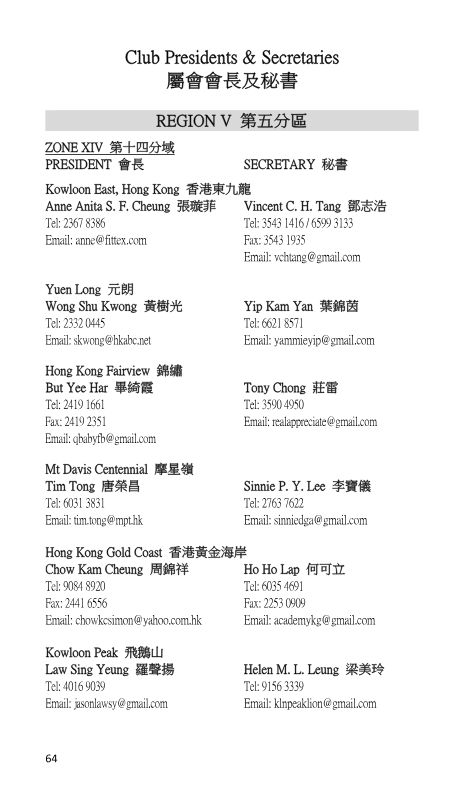 Club Presidents & Secretaries
屬會會長及秘書
REGION V 第五分區
ZONE XIV 第十四分域
PRESIDENT 會長 SECRETARY 秘書
Kowloon East, Hong Kong 香港東九龍
Anne Anita S. F. Cheung 張璇菲 Vincent C. H. Tang 鄧志浩
Tel: 2367 8386 Tel: 3543 1416 / 6599 3133
Email: anne@fittex.com Fax: 3543 1935
Email: vchtang@gmail.com
Yuen Long 元朗
Wong Shu Kwong 黃樹光 Yip Kam Yan 葉錦茵
Tel: 2332 0445 Tel: 6621 8571
Email: skwong@hkabc.net Email: yammieyip@gmail.com
Hong Kong Fairview 錦繡
But Yee Har 畢綺霞 Tony Chong 莊雷
Tel: 2419 1661 Tel: 3590 4950
Fax: 2419 2351 Email: realappreciate@gmail.com
Email: qbabyfb@gmail.com
Mt Davis Centennial 摩星嶺
Tim Tong 唐榮昌 Sinnie P. Y. Lee 李寶儀
Tel: 6031 3831 Tel: 2763 7622
Email: tim.tong@mpt.hk Email: sinniedga@gmail.com
Hong Kong Gold Coast 香港黃金海岸
Chow Kam Cheung 周錦祥 Ho Ho Lap 何可立
Tel: 9084 8920 Tel: 6035 4691
Fax: 2441 6556 Fax: 2253 0909
Email: chowkcsimon@yahoo.com.hk Email: academykg@gmail.com
Kowloon Peak 飛鵝山
Law Sing Yeung 羅聲揚 Helen M. L. Leung 梁美玲
Tel: 4016 9039 Tel: 9156 3339
Email: jasonlawsy@gmail.com Email: klnpeaklion@gmail.com
64